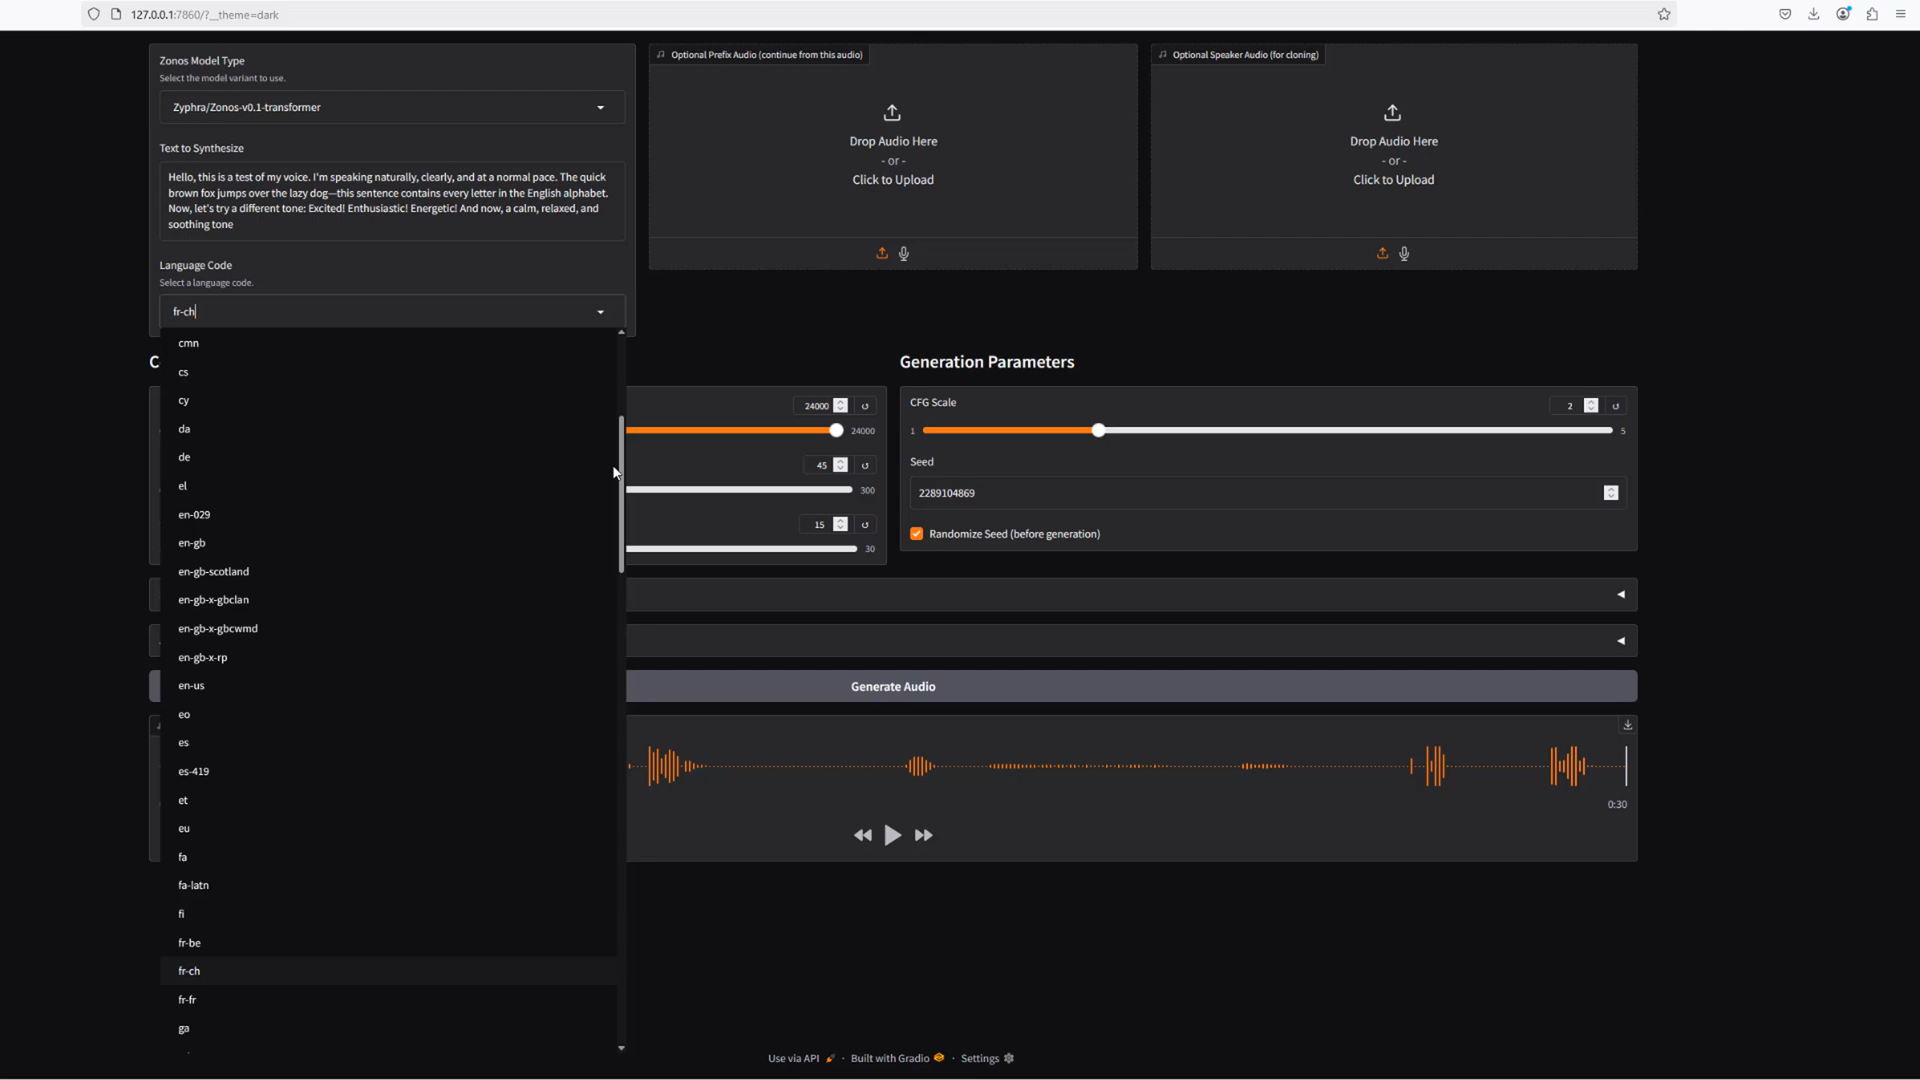 127.0.0.1:7860/?__theme=dark
Zonos Model Type
Select the model variant to use.
Zyphra/Zonos-v0.1-transformer
Text to Synthesize
Hello, this is a test of my voice. I'm speaking naturally, clearly, and at a normal pace. The quick
brown fox jumps over the lazy dog—this sentence contains every letter in the English alphabet.
Now, let's try a different tone: Excited! Enthusiastic! Energetic! And now, a calm, relaxed, and
soothing tone
Language Code
Select a language code.
fr-ch
cmn
cs
cy
da
de
el
en-029
en-gb
en-gb-scotland
en-gb-x-gbclan
en-gb-x-gbcwmd
en-gb-x-rp
en-us
eo
es
es-419
et
eu
fa
fa-latn
fi
fr-be
fr-ch
fr-fr
ga
Optional Prefix Audio (continue from this audio)
Drop Audio Here
- or -
Click to Upload
Optional Speaker Audio (for cloning)
Drop Audio Here
- or -
Click to Upload
C
24000
24000
45
300
15
30
Generation Parameters
CFG Scale
2
1
5
Seed
2289104869
Randomize Seed (before generation)
Generate Audio
0:30
Use via API · Built with Gradio · Settings